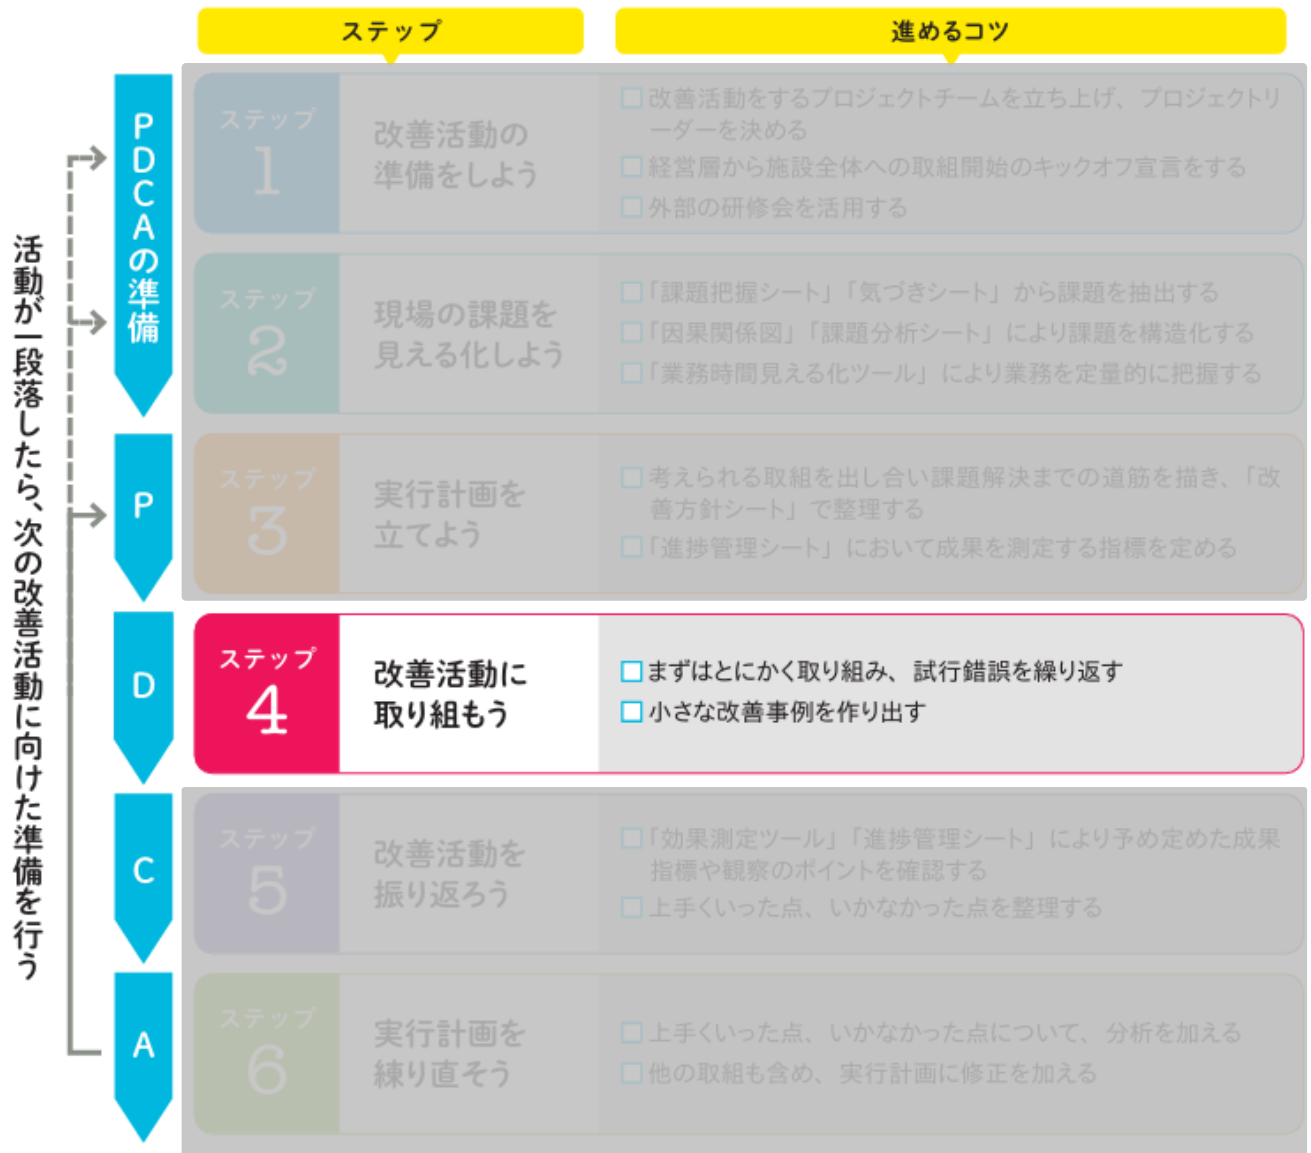 ステップ
進めるコツ
活動が一段落したら、次の改善活動に向けた準備を行う
PDCAの準備
ステップ
1
改善活動の
準備をしよう
□改善活動をするプロジェクトチームを立ち上げ、プロジェクトリ
ーダーを決める
□経営層から施設全体への取組開始のキックオフ宣言をする
□外部の研修会を活用する
ステップ
2
現場の課題を
見える化しよう
□「課題把握シート」「気づきシート」から課題を抽出する
□「因果関係図」「課題分析シート」により課題を構造化する
□「業務時間見える化ツール」により業務を定量的に把握する
P
ステップ
3
実行計画を
立てよう
□考えられる取組を出し合い課題解決までの道筋を描き、「改
善方針シート」で整理する
□「進捗管理シート」において成果を測定する指標を定める
D
ステップ
4
改善活動に
取り組もう
□まずはとにかく取り組み、試行錯誤を繰り返す
□小さな改善事例を作り出す
C
ステップ
5
改善活動を
振り返ろう
□「効果測定ツール」「進捗管理シート」により予め定めた成果
指標や観察のポイントを確認する
□上手くいった点、いかなかった点を整理する
A
ステップ
6
実行計画を
練り直そう
□上手くいった点、いかなかった点について、分析を加える
□他の取組も含め、実行計画に修正を加える